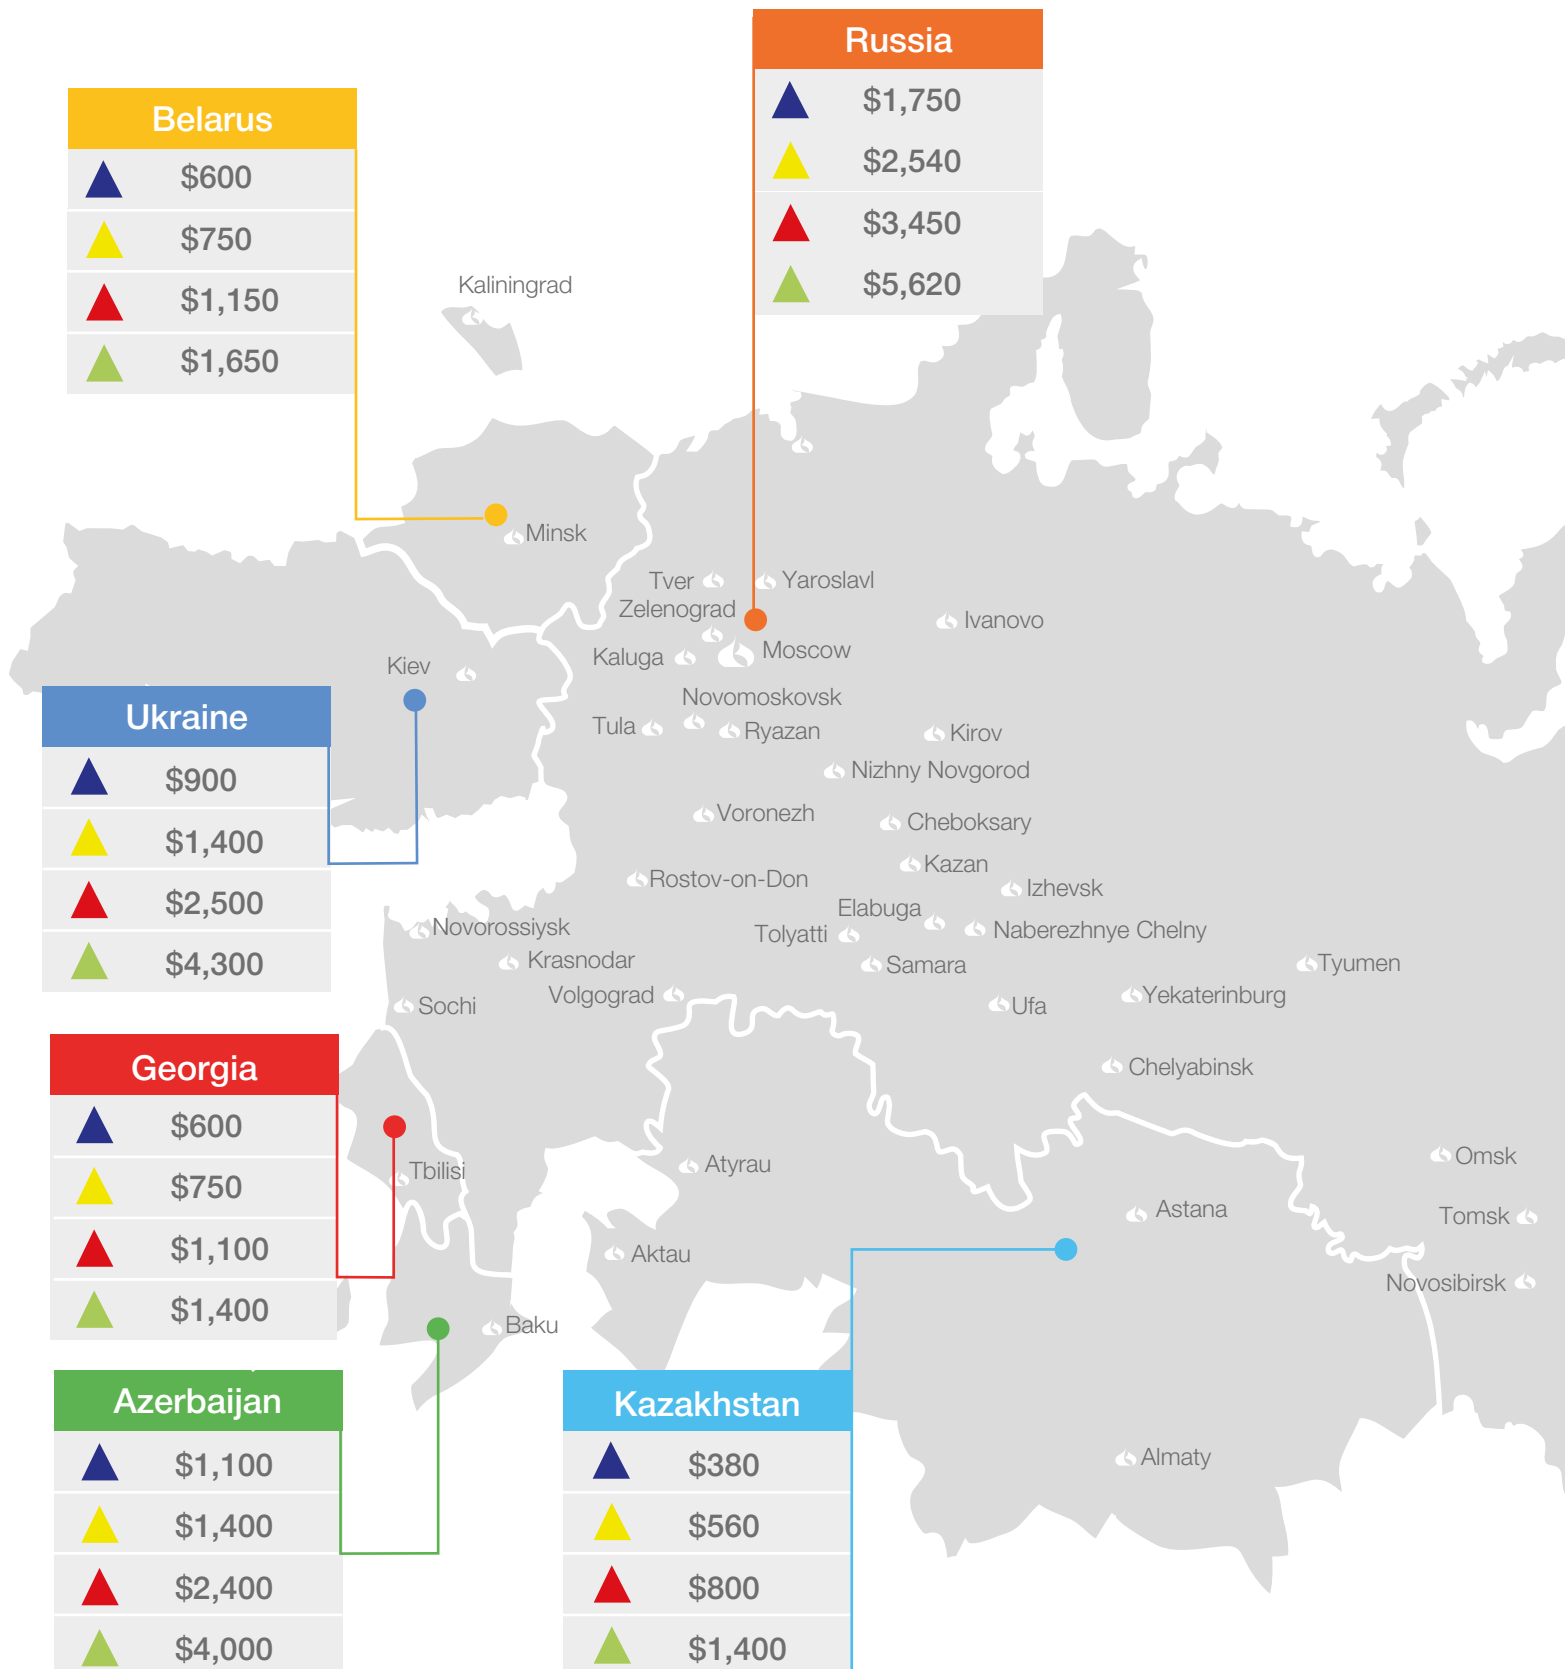 Russia
$1,750
$2,540
$3,450
$5,620
Belarus
$600
$750
$1,150
$1,650
Kaliningrad
Minsk
Tver
Yaroslavl
Zelenograd
Ivanovo
Kaluga
Moscow
Kiev
Novomoskovsk
Tula
Ryazan
Kirov
Nizhny Novgorod
Voronezh
Cheboksary
Kazan
Rostov-on-Don
Izhevsk
Elabuga
Naberezhnye Chelny
Tolyatti
Novorossiysk
Krasnodar
Samara
Tyumen
Volgograd
Yekaterinburg
Sochi
Ufa
Chelyabinsk
Ukraine
$900
$1,400
$2,500
$4,300
Georgia
$600
$750
$1,100
$1,400
Tbilisi
Atyrau
Omsk
Astana
Tomsk
Aktau
Novosibirsk
Baku
Almaty
Azerbaijan
$1,100
$1,400
$2,400
$4,000
Kazakhstan
$380
$560
$800
$1,400